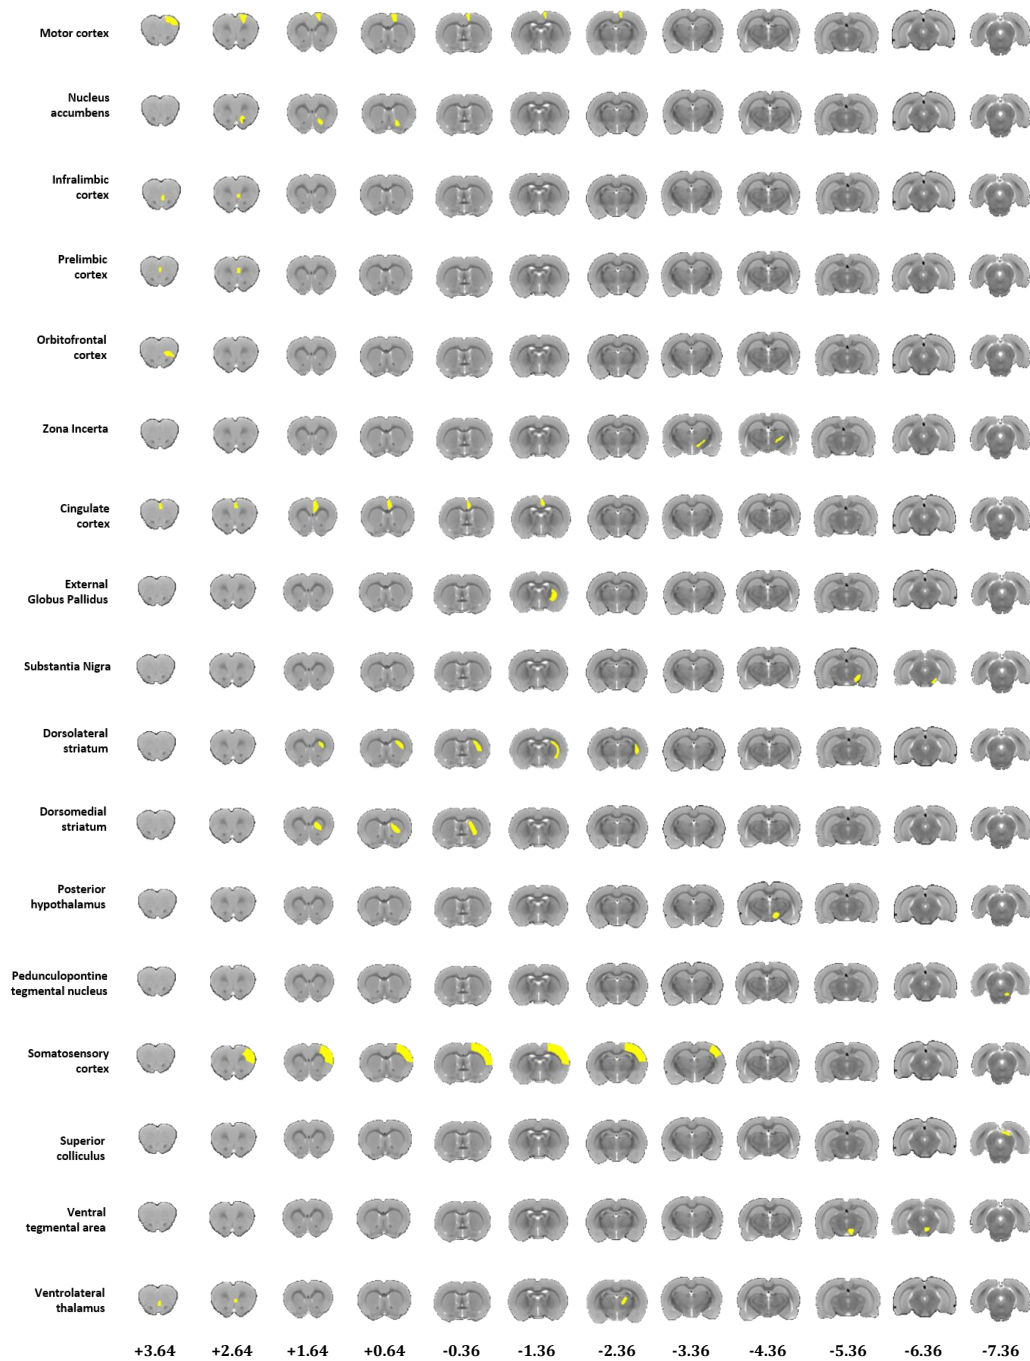 Motor cortex
Nucleus
accumbens
Infralimbic
cortex
Prelimbic
cortex
Orbitofrontal
cortex
Zona Incerta
Cingulate
cortex
External
Globus Pallidus
Substantia Nigra
Dorsolateral
striatum
Dorsomedial
striatum
Posterior
hypothalamus
Pedunculopontine
tegmental nucleus
Somatosensory
cortex
Superior
colliculus
Ventral
tegmental area
Ventrolateral
thalamus
+3.64 +2.64 +1.64 +0.64 -0.36 -1.36 -2.36 -3.36 -4.36 -5.36 -6.36 -7.36